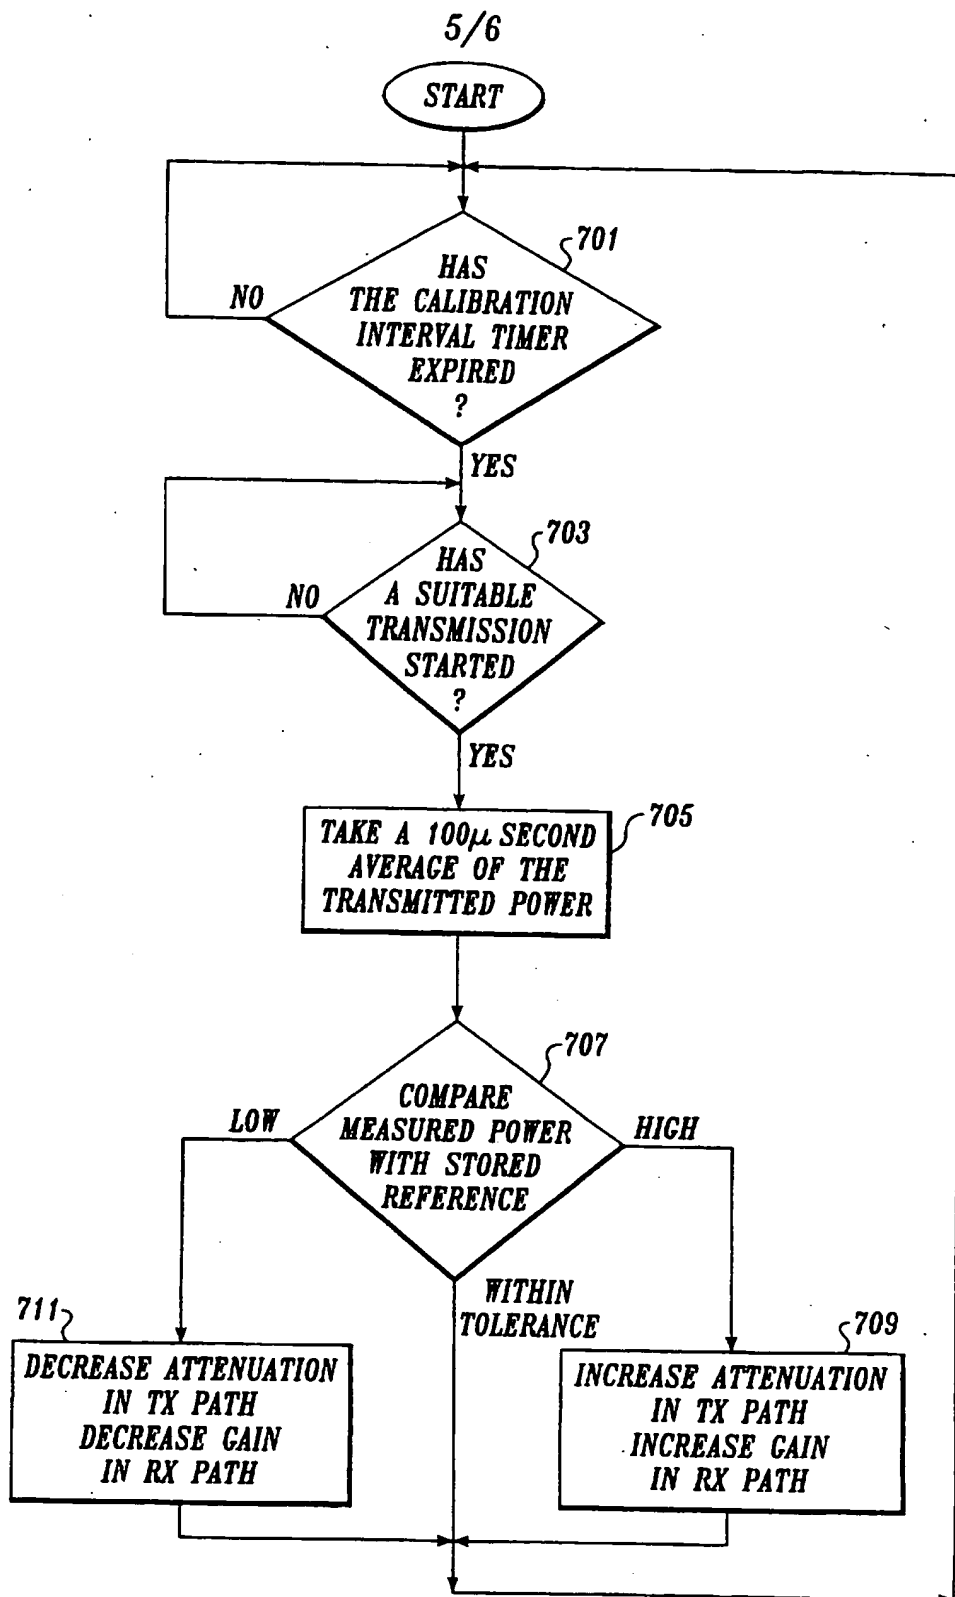 5/6
START
701
HAS
THE CALIBRATION
INTERVAL TIMER
EXPIRED
?
NO
YES
703
HAS
A SUITABLE
TRANSMISSION
STARTED
?
NO
YES
705
TAKE A 100μ SECOND
AVERAGE OF THE
TRANSMITTED POWER
707
COMPARE
MEASURED POWER
WITH STORED
REFERENCE
LOW
HIGH
WITHIN
TOLERANCE
711
DECREASE ATTENUATION
IN TX PATH
DECREASE GAIN
IN RX PATH
709
INCREASE ATTENUATION
IN TX PATH
INCREASE GAIN
IN RX PATH